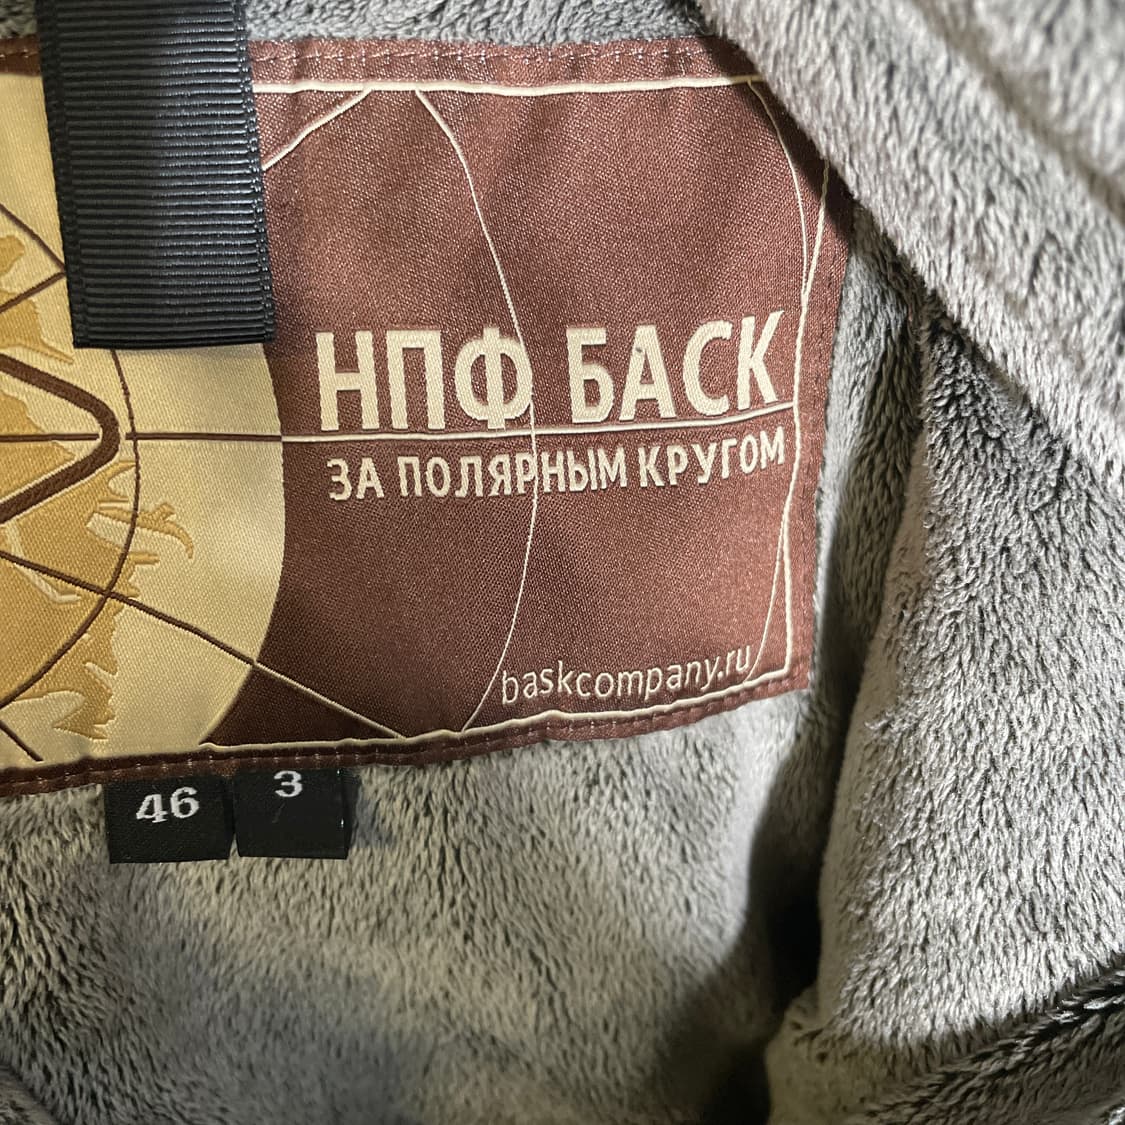 НПФ БАСК
ЗА ПОЛЯРНЫМ КРУГОМ
baskcompany.ru
46
3